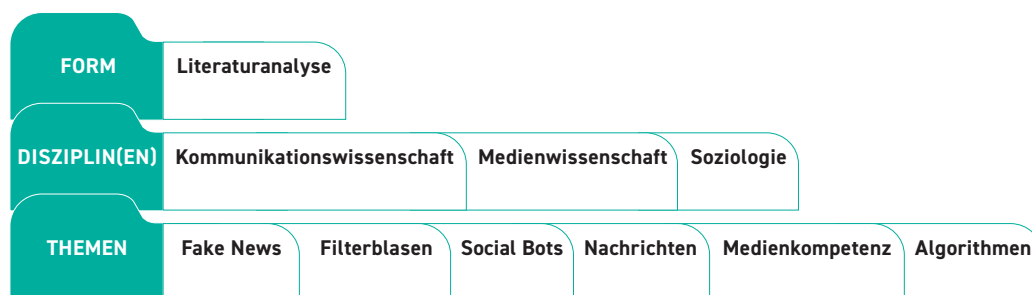 FORM Literaturanalyse
DISZIPLIN(EN) Kommunikationswissenschaft Medienwissenschaft Soziologie
THEMEN Fake News Filterblasen Social Bots Nachrichten Medienkompetenz Algorithmen